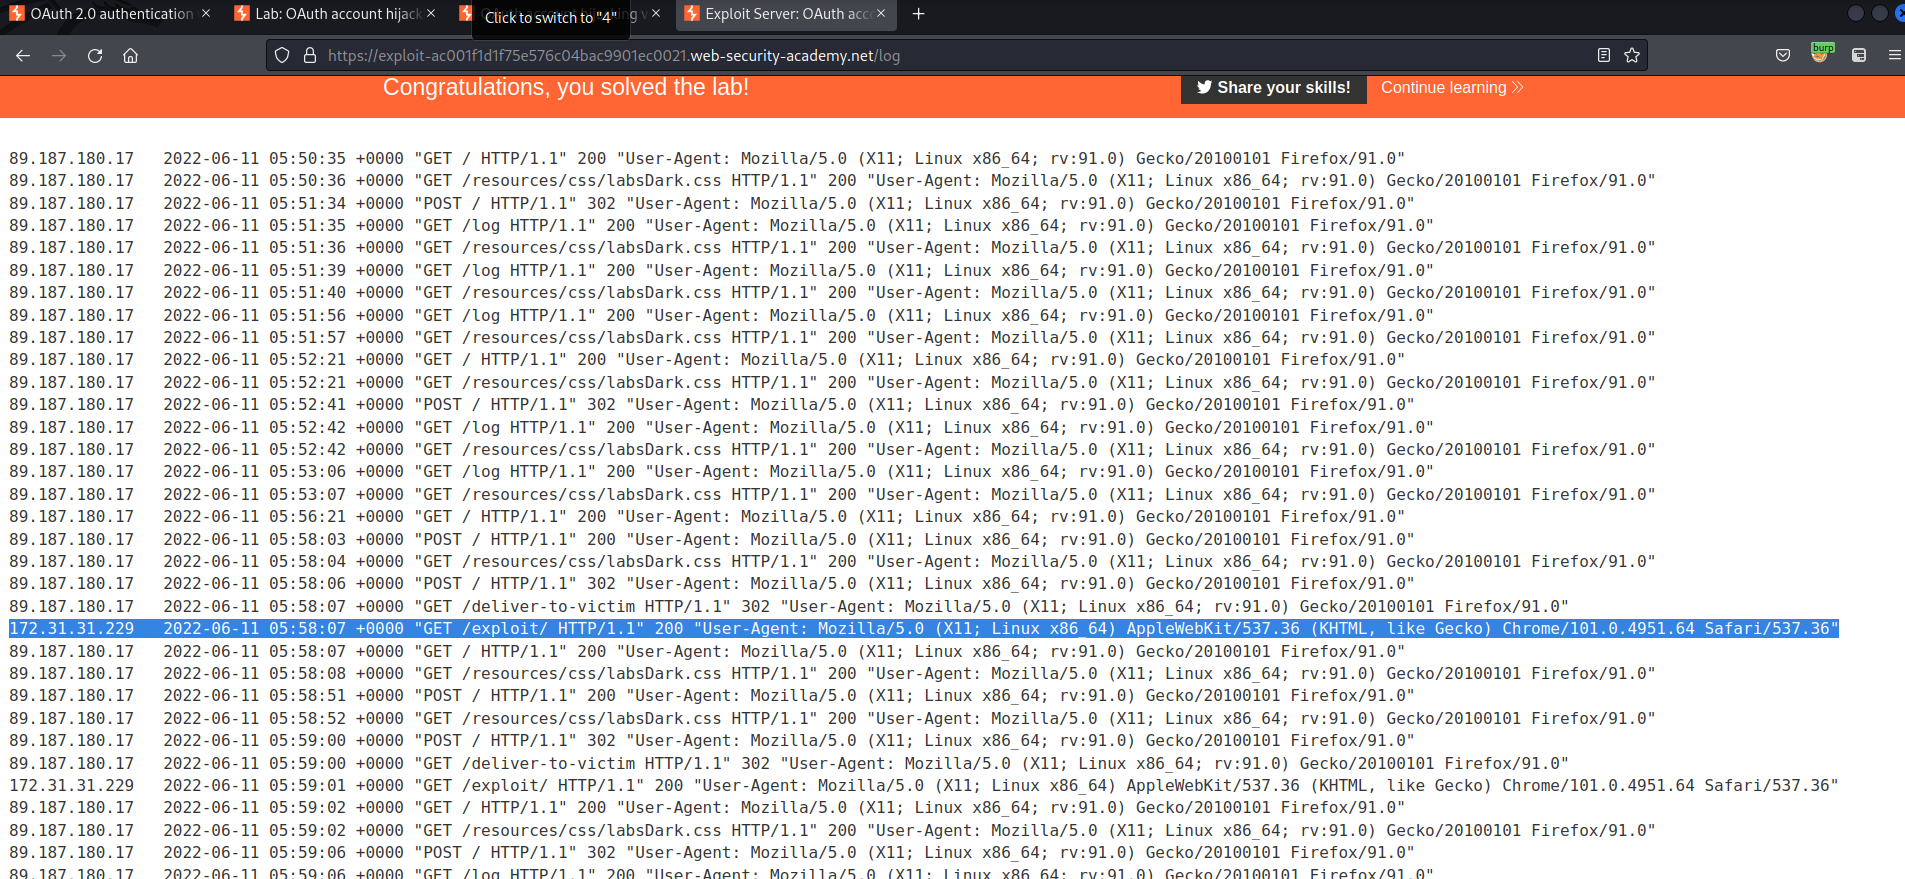 OAuth 2.0 authentication
Lab: OAuth account hijack
Click to switch to "4"
Exploit Server: OAuth acc
burp
https://exploit-ac001f1d1f75e576c04bac9901ec0021.web-security-academy.net/log
Congratulations, you solved the lab!
Share your skills!
Continue learning
89.187.180.17 2022-06-11 05:50:35 +0000 "GET / HTTP/1.1" 200 "User-Agent: Mozilla/5.0 (X11; Linux x86_64; rv:91.0) Gecko/20100101 Firefox/91.0"
89.187.180.17 2022-06-11 05:50:36 +0000 "GET /resources/css/labsDark.css HTTP/1.1" 200 "User-Agent: Mozilla/5.0 (X11; Linux x86_64; rv:91.0) Gecko/20100101 Firefox/91.0"
89.187.180.17 2022-06-11 05:51:34 +0000 "POST / HTTP/1.1" 302 "User-Agent: Mozilla/5.0 (X11; Linux x86_64; rv:91.0) Gecko/20100101 Firefox/91.0"
89.187.180.17 2022-06-11 05:51:35 +0000 "GET /log HTTP/1.1" 200 "User-Agent: Mozilla/5.0 (X11; Linux x86_64; rv:91.0) Gecko/20100101 Firefox/91.0"
89.187.180.17 2022-06-11 05:51:36 +0000 "GET /resources/css/labsDark.css HTTP/1.1" 200 "User-Agent: Mozilla/5.0 (X11; Linux x86_64; rv:91.0) Gecko/20100101 Firefox/91.0"
89.187.180.17 2022-06-11 05:51:39 +0000 "GET /log HTTP/1.1" 200 "User-Agent: Mozilla/5.0 (X11; Linux x86_64; rv:91.0) Gecko/20100101 Firefox/91.0"
89.187.180.17 2022-06-11 05:51:40 +0000 "GET /resources/css/labsDark.css HTTP/1.1" 200 "User-Agent: Mozilla/5.0 (X11; Linux x86_64; rv:91.0) Gecko/20100101 Firefox/91.0"
89.187.180.17 2022-06-11 05:51:56 +0000 "GET /log HTTP/1.1" 200 "User-Agent: Mozilla/5.0 (X11; Linux x86_64; rv:91.0) Gecko/20100101 Firefox/91.0"
89.187.180.17 2022-06-11 05:51:57 +0000 "GET /resources/css/labsDark.css HTTP/1.1" 200 "User-Agent: Mozilla/5.0 (X11; Linux x86_64; rv:91.0) Gecko/20100101 Firefox/91.0"
89.187.180.17 2022-06-11 05:52:21 +0000 "GET / HTTP/1.1" 200 "User-Agent: Mozilla/5.0 (X11; Linux x86_64; rv:91.0) Gecko/20100101 Firefox/91.0"
89.187.180.17 2022-06-11 05:52:21 +0000 "GET /resources/css/labsDark.css HTTP/1.1" 200 "User-Agent: Mozilla/5.0 (X11; Linux x86_64; rv:91.0) Gecko/20100101 Firefox/91.0"
89.187.180.17 2022-06-11 05:52:41 +0000 "POST / HTTP/1.1" 302 "User-Agent: Mozilla/5.0 (X11; Linux x86_64; rv:91.0) Gecko/20100101 Firefox/91.0"
89.187.180.17 2022-06-11 05:52:42 +0000 "GET /log HTTP/1.1" 200 "User-Agent: Mozilla/5.0 (X11; Linux x86_64; rv:91.0) Gecko/20100101 Firefox/91.0"
89.187.180.17 2022-06-11 05:52:42 +0000 "GET /resources/css/labsDark.css HTTP/1.1" 200 "User-Agent: Mozilla/5.0 (X11; Linux x86_64; rv:91.0) Gecko/20100101 Firefox/91.0"
89.187.180.17 2022-06-11 05:53:06 +0000 "GET /log HTTP/1.1" 200 "User-Agent: Mozilla/5.0 (X11; Linux x86_64; rv:91.0) Gecko/20100101 Firefox/91.0"
89.187.180.17 2022-06-11 05:53:07 +0000 "GET /resources/css/labsDark.css HTTP/1.1" 200 "User-Agent: Mozilla/5.0 (X11; Linux x86_64; rv:91.0) Gecko/20100101 Firefox/91.0"
89.187.180.17 2022-06-11 05:56:21 +0000 "GET / HTTP/1.1" 200 "User-Agent: Mozilla/5.0 (X11; Linux x86_64; rv:91.0) Gecko/20100101 Firefox/91.0"
89.187.180.17 2022-06-11 05:58:03 +0000 "POST / HTTP/1.1" 200 "User-Agent: Mozilla/5.0 (X11; Linux x86_64; rv:91.0) Gecko/20100101 Firefox/91.0"
89.187.180.17 2022-06-11 05:58:04 +0000 "GET /resources/css/labsDark.css HTTP/1.1" 200 "User-Agent: Mozilla/5.0 (X11; Linux x86_64; rv:91.0) Gecko/20100101 Firefox/91.0"
89.187.180.17 2022-06-11 05:58:06 +0000 "POST / HTTP/1.1" 302 "User-Agent: Mozilla/5.0 (X11; Linux x86_64; rv:91.0) Gecko/20100101 Firefox/91.0"
89.187.180.17 2022-06-11 05:58:07 +0000 "GET /deliver-to-victim HTTP/1.1" 302 "User-Agent: Mozilla/5.0 (X11; Linux x86_64; rv:91.0) Gecko/20100101 Firefox/91.0"
172.31.31.229 2022-06-11 05:58:07 +0000 "GET /exploit/ HTTP/1.1" 200 "User-Agent: Mozilla/5.0 (X11; Linux x86_64) AppleWebKit/537.36 (KHTML, like Gecko) Chrome/101.0.4951.64 Safari/537.36"
89.187.180.17 2022-06-11 05:58:07 +0000 "GET / HTTP/1.1" 200 "User-Agent: Mozilla/5.0 (X11; Linux x86_64; rv:91.0) Gecko/20100101 Firefox/91.0"
89.187.180.17 2022-06-11 05:58:08 +0000 "GET /resources/css/labsDark.css HTTP/1.1" 200 "User-Agent: Mozilla/5.0 (X11; Linux x86_64; rv:91.0) Gecko/20100101 Firefox/91.0"
89.187.180.17 2022-06-11 05:58:51 +0000 "POST / HTTP/1.1" 200 "User-Agent: Mozilla/5.0 (X11; Linux x86_64; rv:91.0) Gecko/20100101 Firefox/91.0"
89.187.180.17 2022-06-11 05:58:52 +0000 "GET /resources/css/labsDark.css HTTP/1.1" 200 "User-Agent: Mozilla/5.0 (X11; Linux x86_64; rv:91.0) Gecko/20100101 Firefox/91.0"
89.187.180.17 2022-06-11 05:59:00 +0000 "POST / HTTP/1.1" 302 "User-Agent: Mozilla/5.0 (X11; Linux x86_64; rv:91.0) Gecko/20100101 Firefox/91.0"
89.187.180.17 2022-06-11 05:59:00 +0000 "GET /deliver-to-victim HTTP/1.1" 302 "User-Agent: Mozilla/5.0 (X11; Linux x86_64; rv:91.0) Gecko/20100101 Firefox/91.0"
172.31.31.229 2022-06-11 05:59:01 +0000 "GET /exploit/ HTTP/1.1" 200 "User-Agent: Mozilla/5.0 (X11; Linux x86_64) AppleWebKit/537.36 (KHTML, like Gecko) Chrome/101.0.4951.64 Safari/537.36"
89.187.180.17 2022-06-11 05:59:02 +0000 "GET / HTTP/1.1" 200 "User-Agent: Mozilla/5.0 (X11; Linux x86_64; rv:91.0) Gecko/20100101 Firefox/91.0"
89.187.180.17 2022-06-11 05:59:02 +0000 "GET /resources/css/labsDark.css HTTP/1.1" 200 "User-Agent: Mozilla/5.0 (X11; Linux x86_64; rv:91.0) Gecko/20100101 Firefox/91.0"
89.187.180.17 2022-06-11 05:59:06 +0000 "POST / HTTP/1.1" 302 "User-Agent: Mozilla/5.0 (X11; Linux x86_64; rv:91.0) Gecko/20100101 Firefox/91.0"
89.187.180.17 2022-06-11 05:59:06 +0000 "GET /log HTTP/1.1" 200 "User-Agent: Mozilla/5.0 (X11; Linux x86_64; rv:91.0) Gecko/20100101 Firefox/91.0"